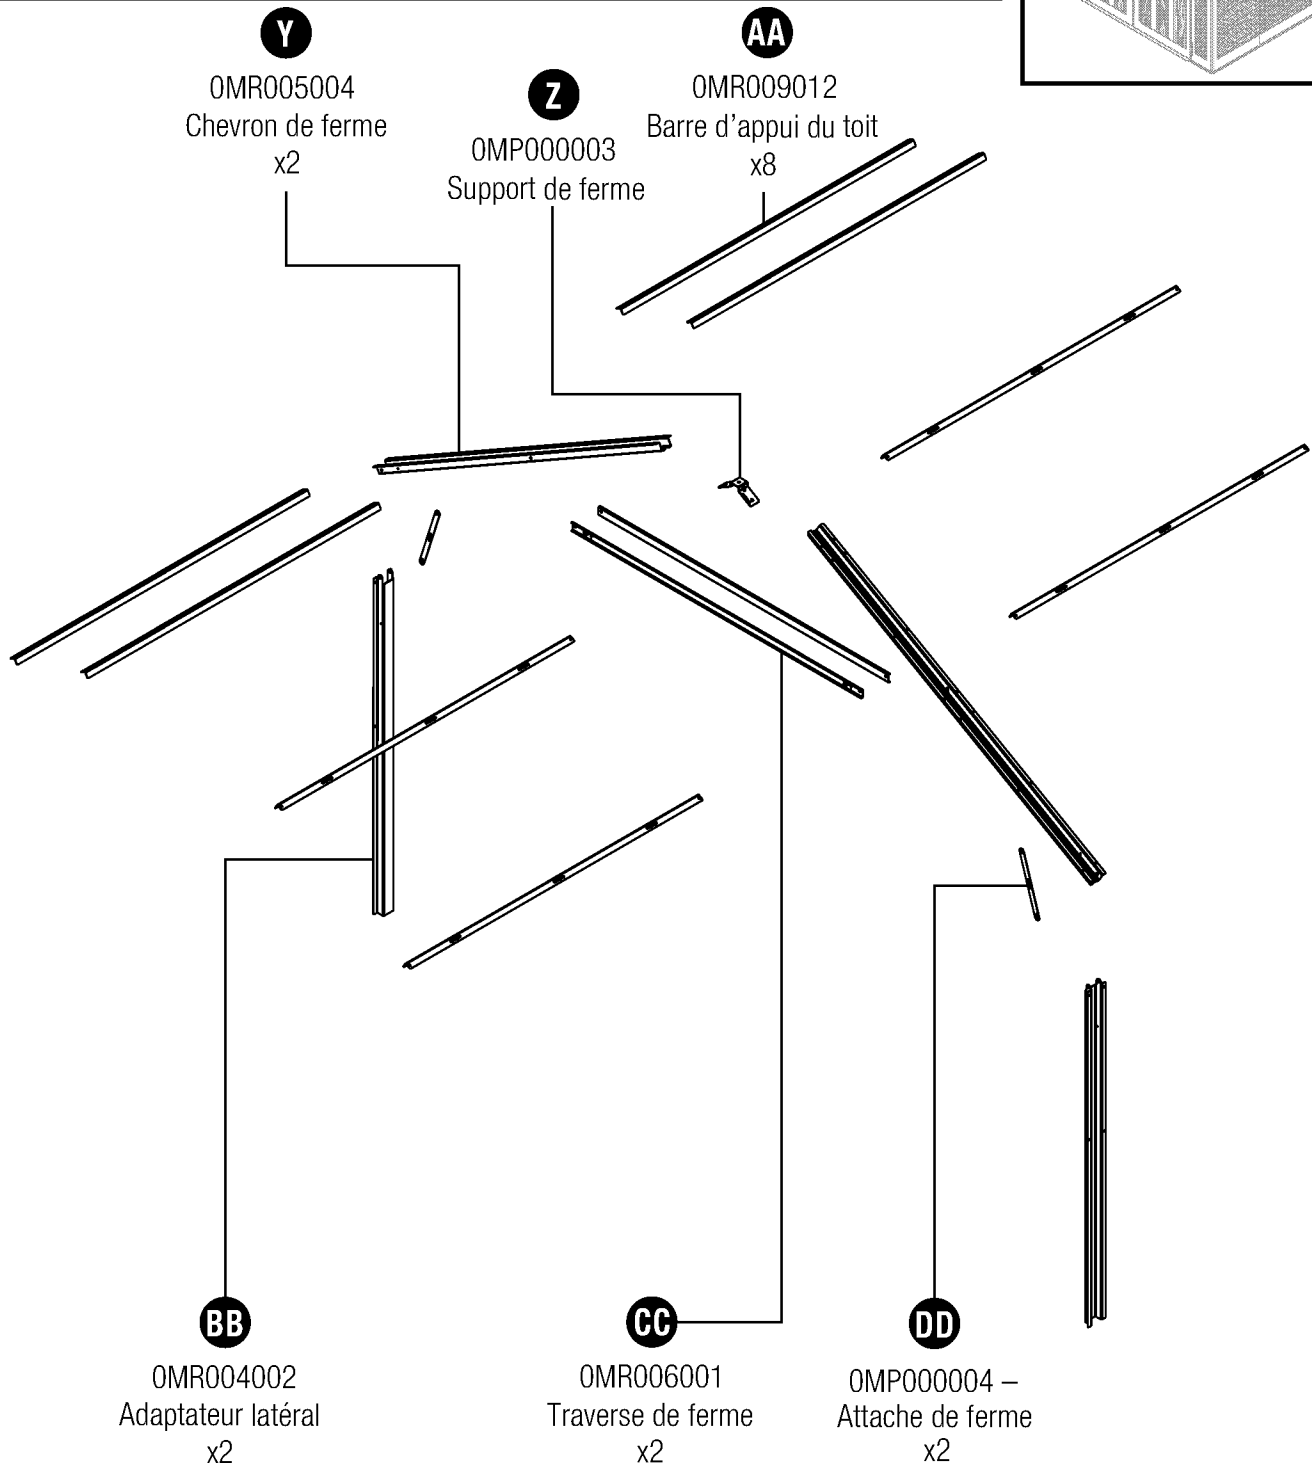 Y
0MR005004
Chevron de ferme
x2
Z
0MP000003
Support de ferme
AA
0MR009012
Barre d'appui du toit
x8
BB
0MR004002
Adaptateur latéral
x2
CC
0MR006001
Traverse de ferme
x2
DD
0MP000004 –
Attache de ferme
x2